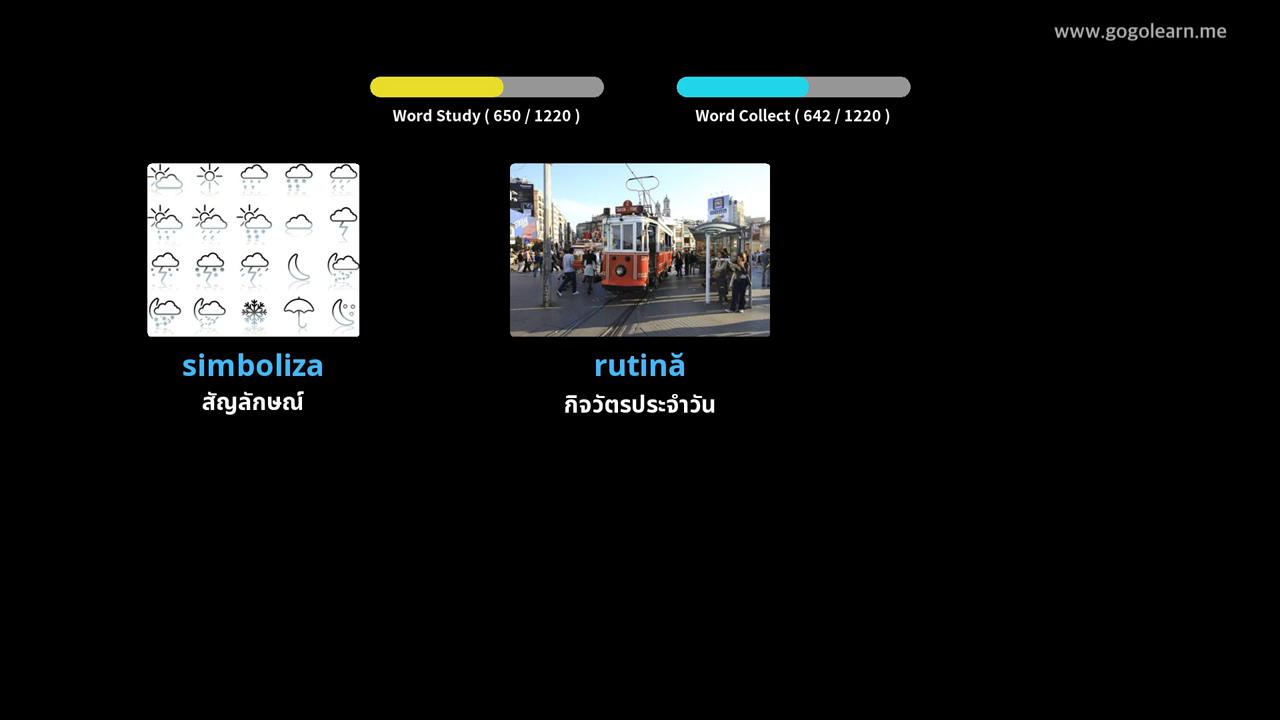 www.gogolearn.me
Word Study ( 650 / 1220 )
Word Collect ( 642 / 1220 )
simboliza
สัญลักษณ์
rutină
กิจวัตรประจำวัน